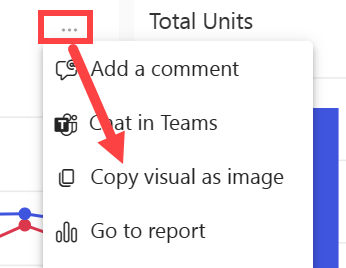 ...
Total Units
Add a comment
Chat in Teams
Copy visual as image
Go to report